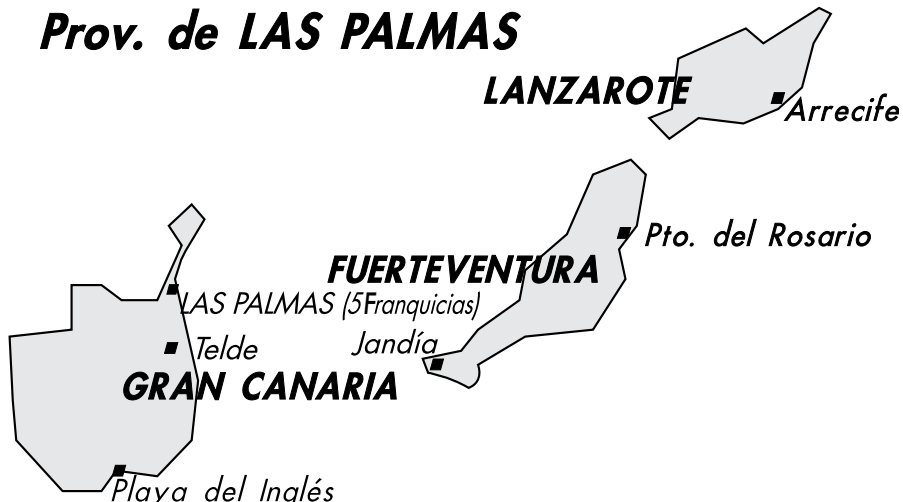 Prov. de LAS PALMAS
LANZAROTE
Arrecife
Pto. del Rosario
FUERTEVENTURA
LAS PALMAS (5Franquicias)
Jandía
Telde
GRAN CANARIA
Playa del Inglés